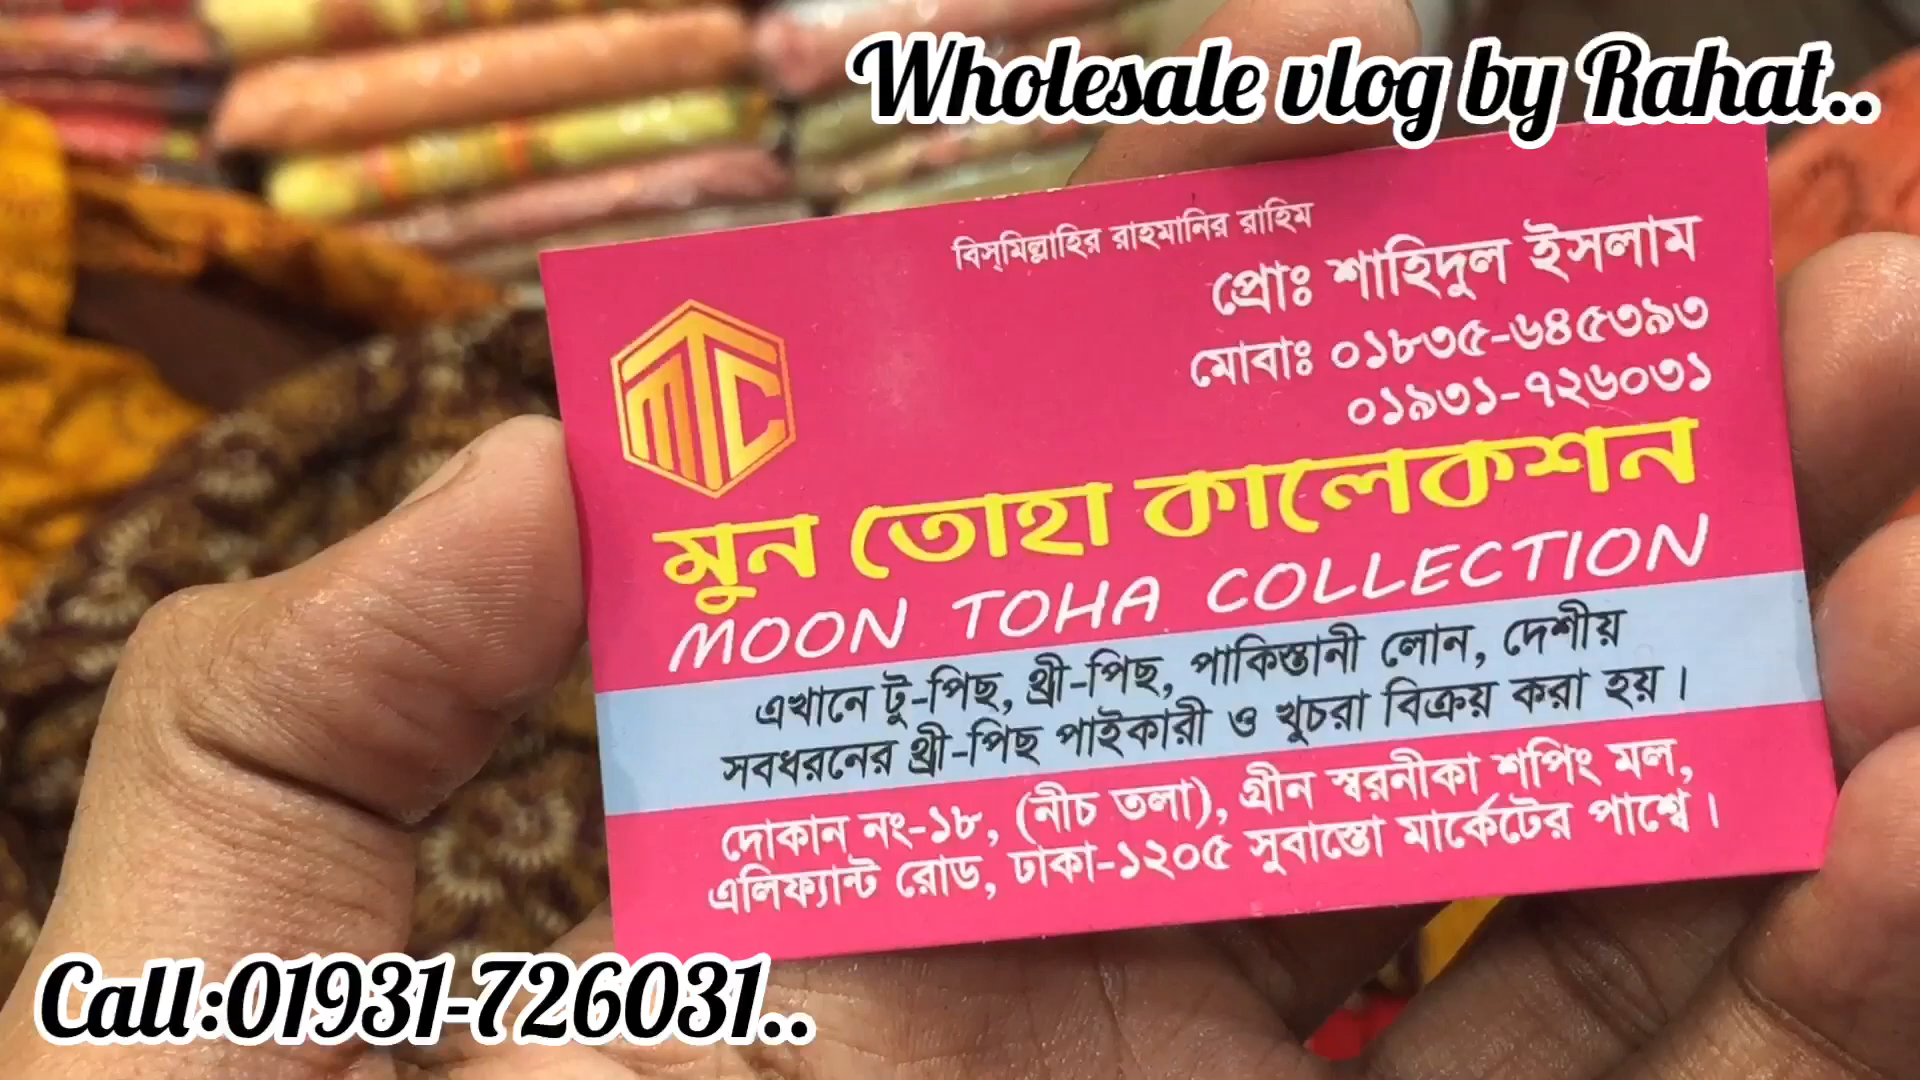 Wholesale vlog by Rahat..
বিস্‌মিল্লাহির রাহমানির রাহিম
প্রোঃ শাহিদুল ইসলাম
মোবাঃ ০১৮৩৫-৬৪৫৩৯৩
০১৯৩১-৭২৬০৩১
MTC
মুন তোহা কালেকশন
MOON TOHA COLLECTION
এখানে টু-পিছ, থ্রী-পিছ, পাকিস্তানী লোন, দেশীয়
সবধরনের থ্রী-পিছ পাইকারী ও খুচরা বিক্রয় করা হয়।
দোকান নং-১৮, (নীচ তলা), গ্রীন স্বরনীকা শপিং মল,
এলিফ্যান্ট রোড, ঢাকা-১২০৫ সুবাস্তো মার্কেটের পাশ্বে।
Call:01931-726031..